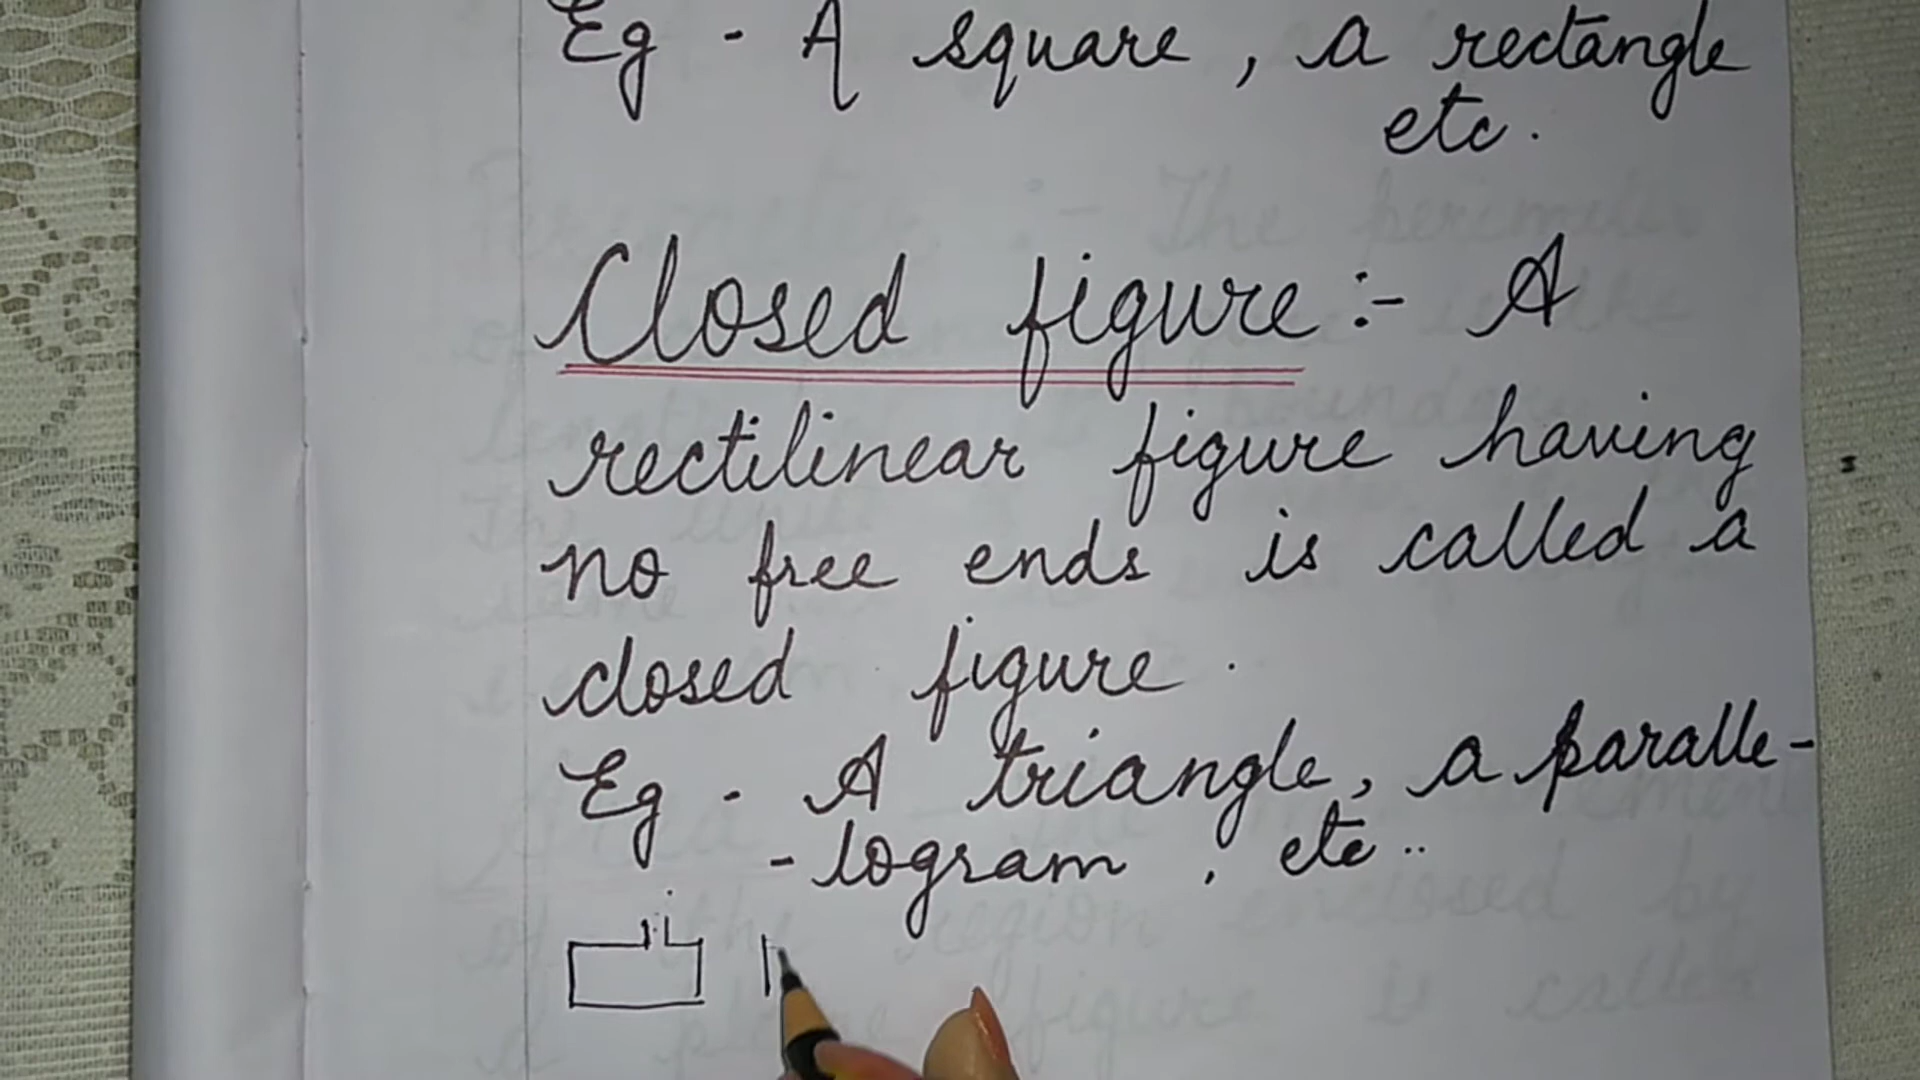 Eg - A square, a rectangle
etc.
Closed figure :- A
rectilinear figure having
no free ends is called a
closed figure.
Eg - A triangle, a paralle-
-logram, etc..